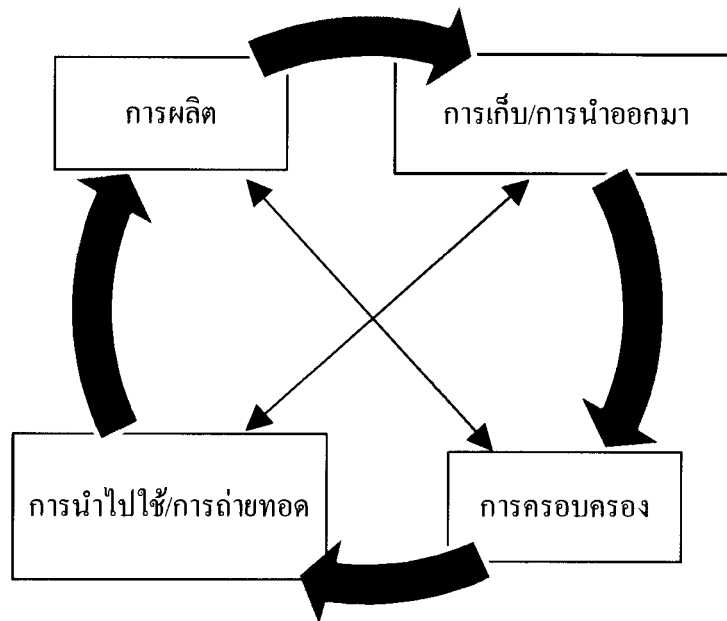 การผลิต
การเก็บ/การนำออกมา
การนำไปใช้/การถ่ายทอด
การครอบครอง